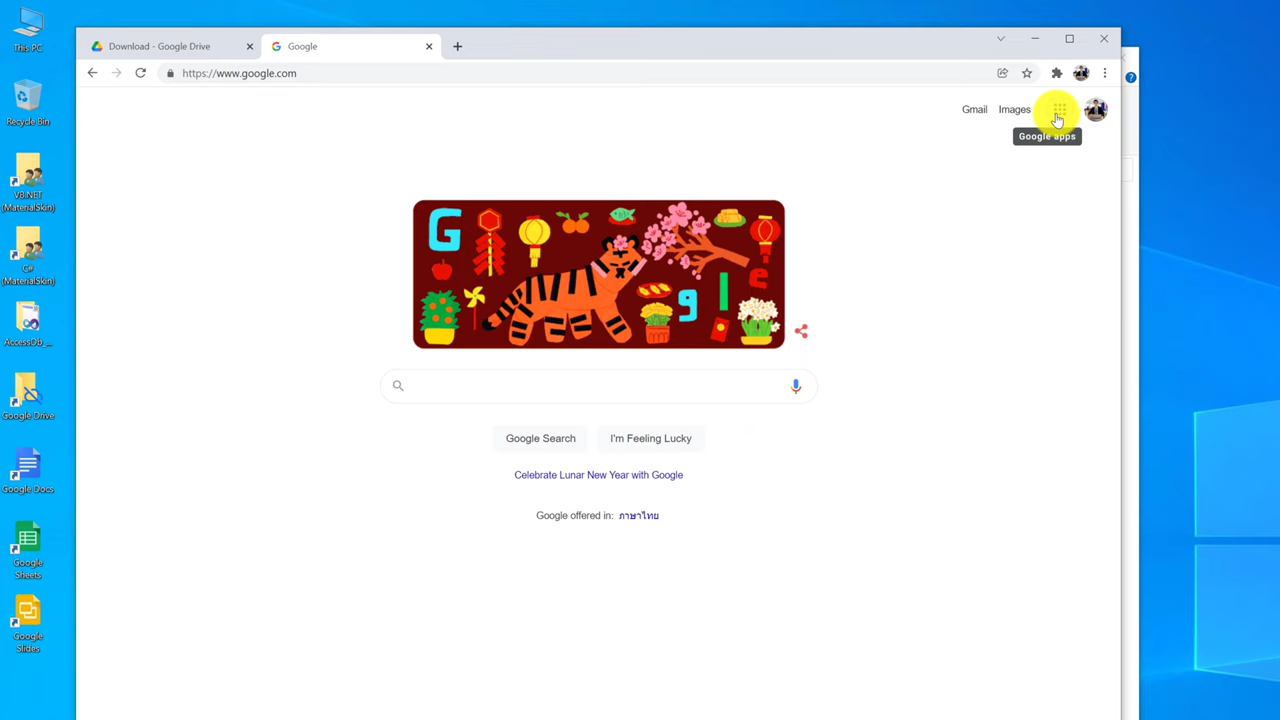 This PC
Recycle Bin
VB.NET
(MaterialSkin)
C#
(MaterialSkin)
AccessDb_...
Google Drive
Google Docs
Google
Sheets
Google
Slides
Download - Google Drive
Google
https://www.google.com
Gmail
Images
Google apps
G
g
l
e
Google Search
I'm Feeling Lucky
Celebrate Lunar New Year with Google
Google offered in: ภาษาไทย